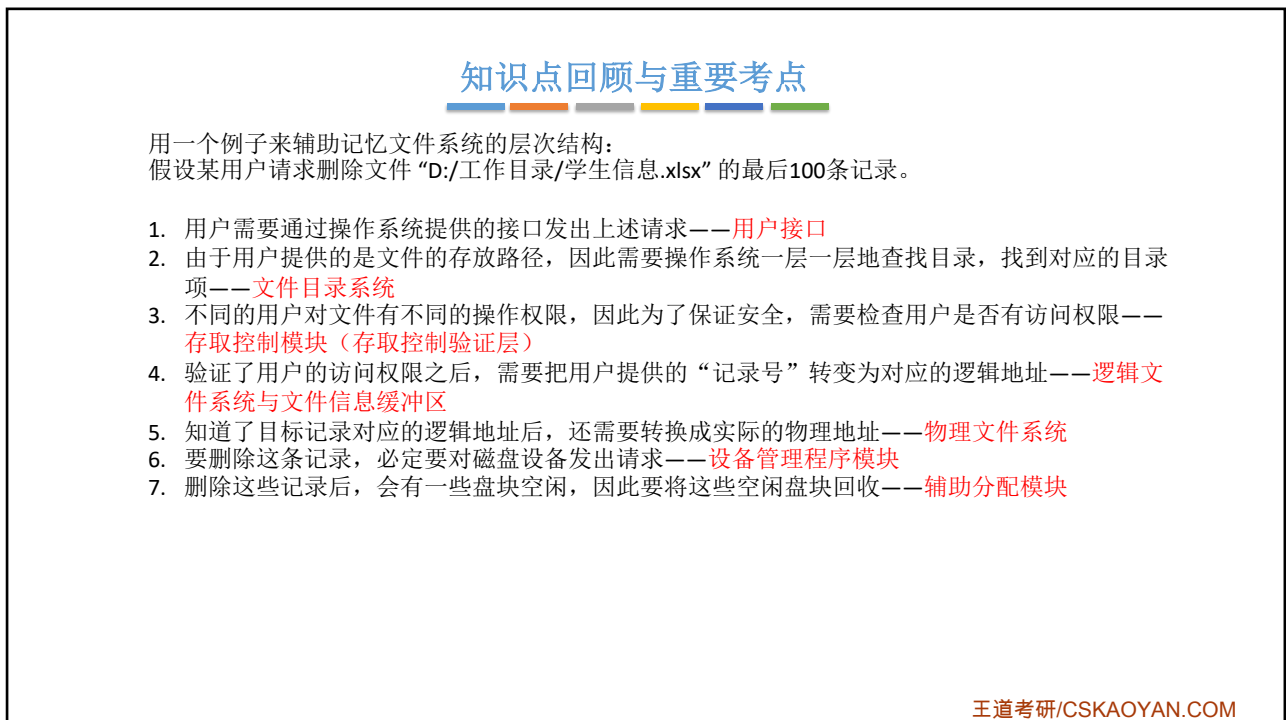 知识点回顾与重要考点
用一个例子来辅助记忆文件系统的层次结构：
假设某用户请求删除文件 “D:/工作目录/学生信息.xlsx” 的最后100条记录。
1. 用户需要通过操作系统提供的接口发出上述请求——用户接口
2. 由于用户提供的是文件的存放路径，因此需要操作系统一层一层地查找目录，找到对应的目录
项——文件目录系统
3. 不同的用户对文件有不同的操作权限，因此为了保证安全，需要检查用户是否有访问权限——
存取控制模块（存取控制验证层）
4. 验证了用户的访问权限之后，需要把用户提供的“记录号”转变为对应的逻辑地址——逻辑文
件系统与文件信息缓冲区
5. 知道了目标记录对应的逻辑地址后，还需要转换成实际的物理地址——物理文件系统
6. 要删除这条记录，必定要对磁盘设备发出请求——设备管理程序模块
7. 删除这些记录后，会有一些盘块空闲，因此要将这些空闲盘块回收——辅助分配模块
王道考研/CSKAOYAN.COM